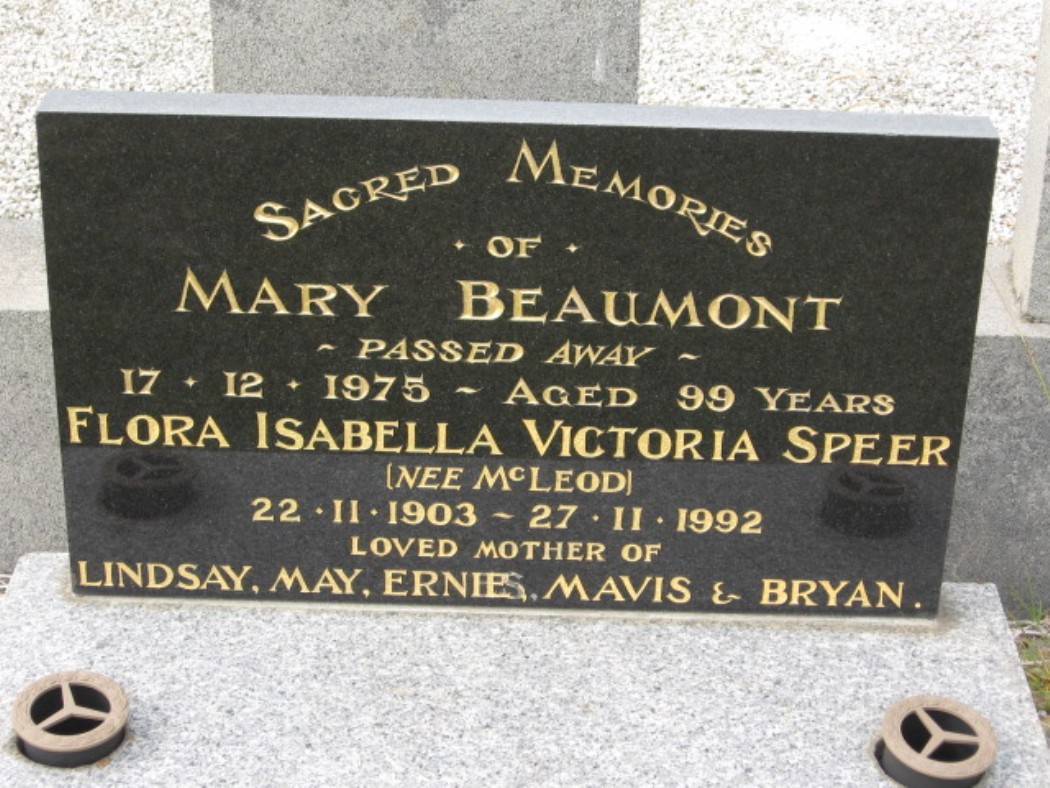 SACRED MEMORIES
· OF ·
MARY BEAUMONT
~ PASSED AWAY ~
17 · 12 · 1975 ~ AGED 99 YEARS
FLORA ISABELLA VICTORIA SPEER
(NEE McLEOD)
22 · 11 · 1903 ~ 27 · 11 · 1992
LOVED MOTHER OF
LINDSAY, MAY, ERNIE, MAVIS & BRYAN.